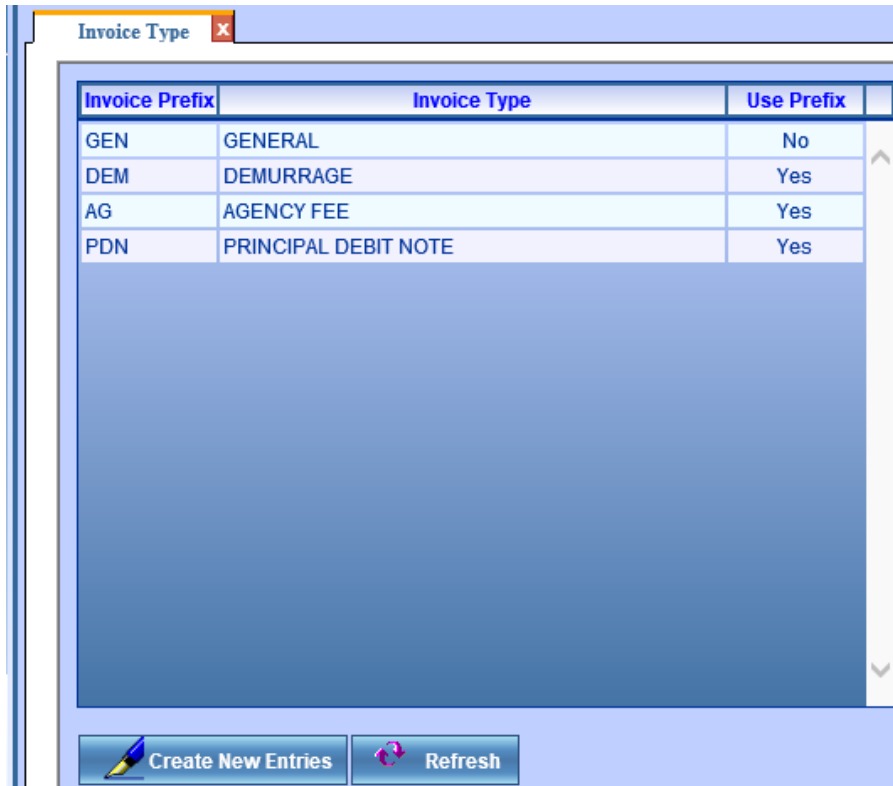 Invoice Type x
Invoice Prefix Invoice Type Use Prefix
GEN GENERAL No
DEM DEMURRAGE Yes
AG AGENCY FEE Yes
PDN PRINCIPAL DEBIT NOTE Yes
Create New Entries Refresh